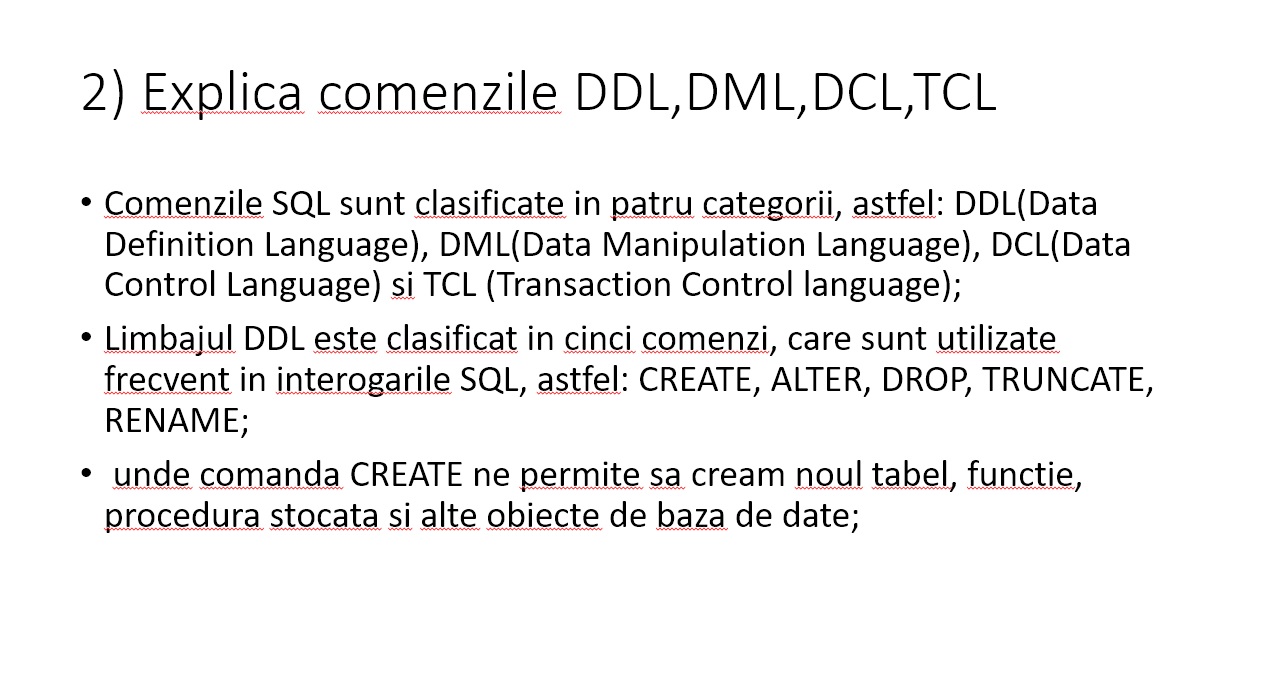 2) Explica comenzile DDL,DML,DCL,TCL
• Comenzile SQL sunt clasificate in patru categorii, astfel: DDL(Data
Definition Language), DML(Data Manipulation Language), DCL(Data
Control Language) si TCL (Transaction Control language);
• Limbajul DDL este clasificat in cinci comenzi, care sunt utilizate
frecvent in interogarile SQL, astfel: CREATE, ALTER, DROP, TRUNCATE,
RENAME;
• unde comanda CREATE ne permite sa cream noul tabel, functie,
procedura stocata si alte obiecte de baza de date;